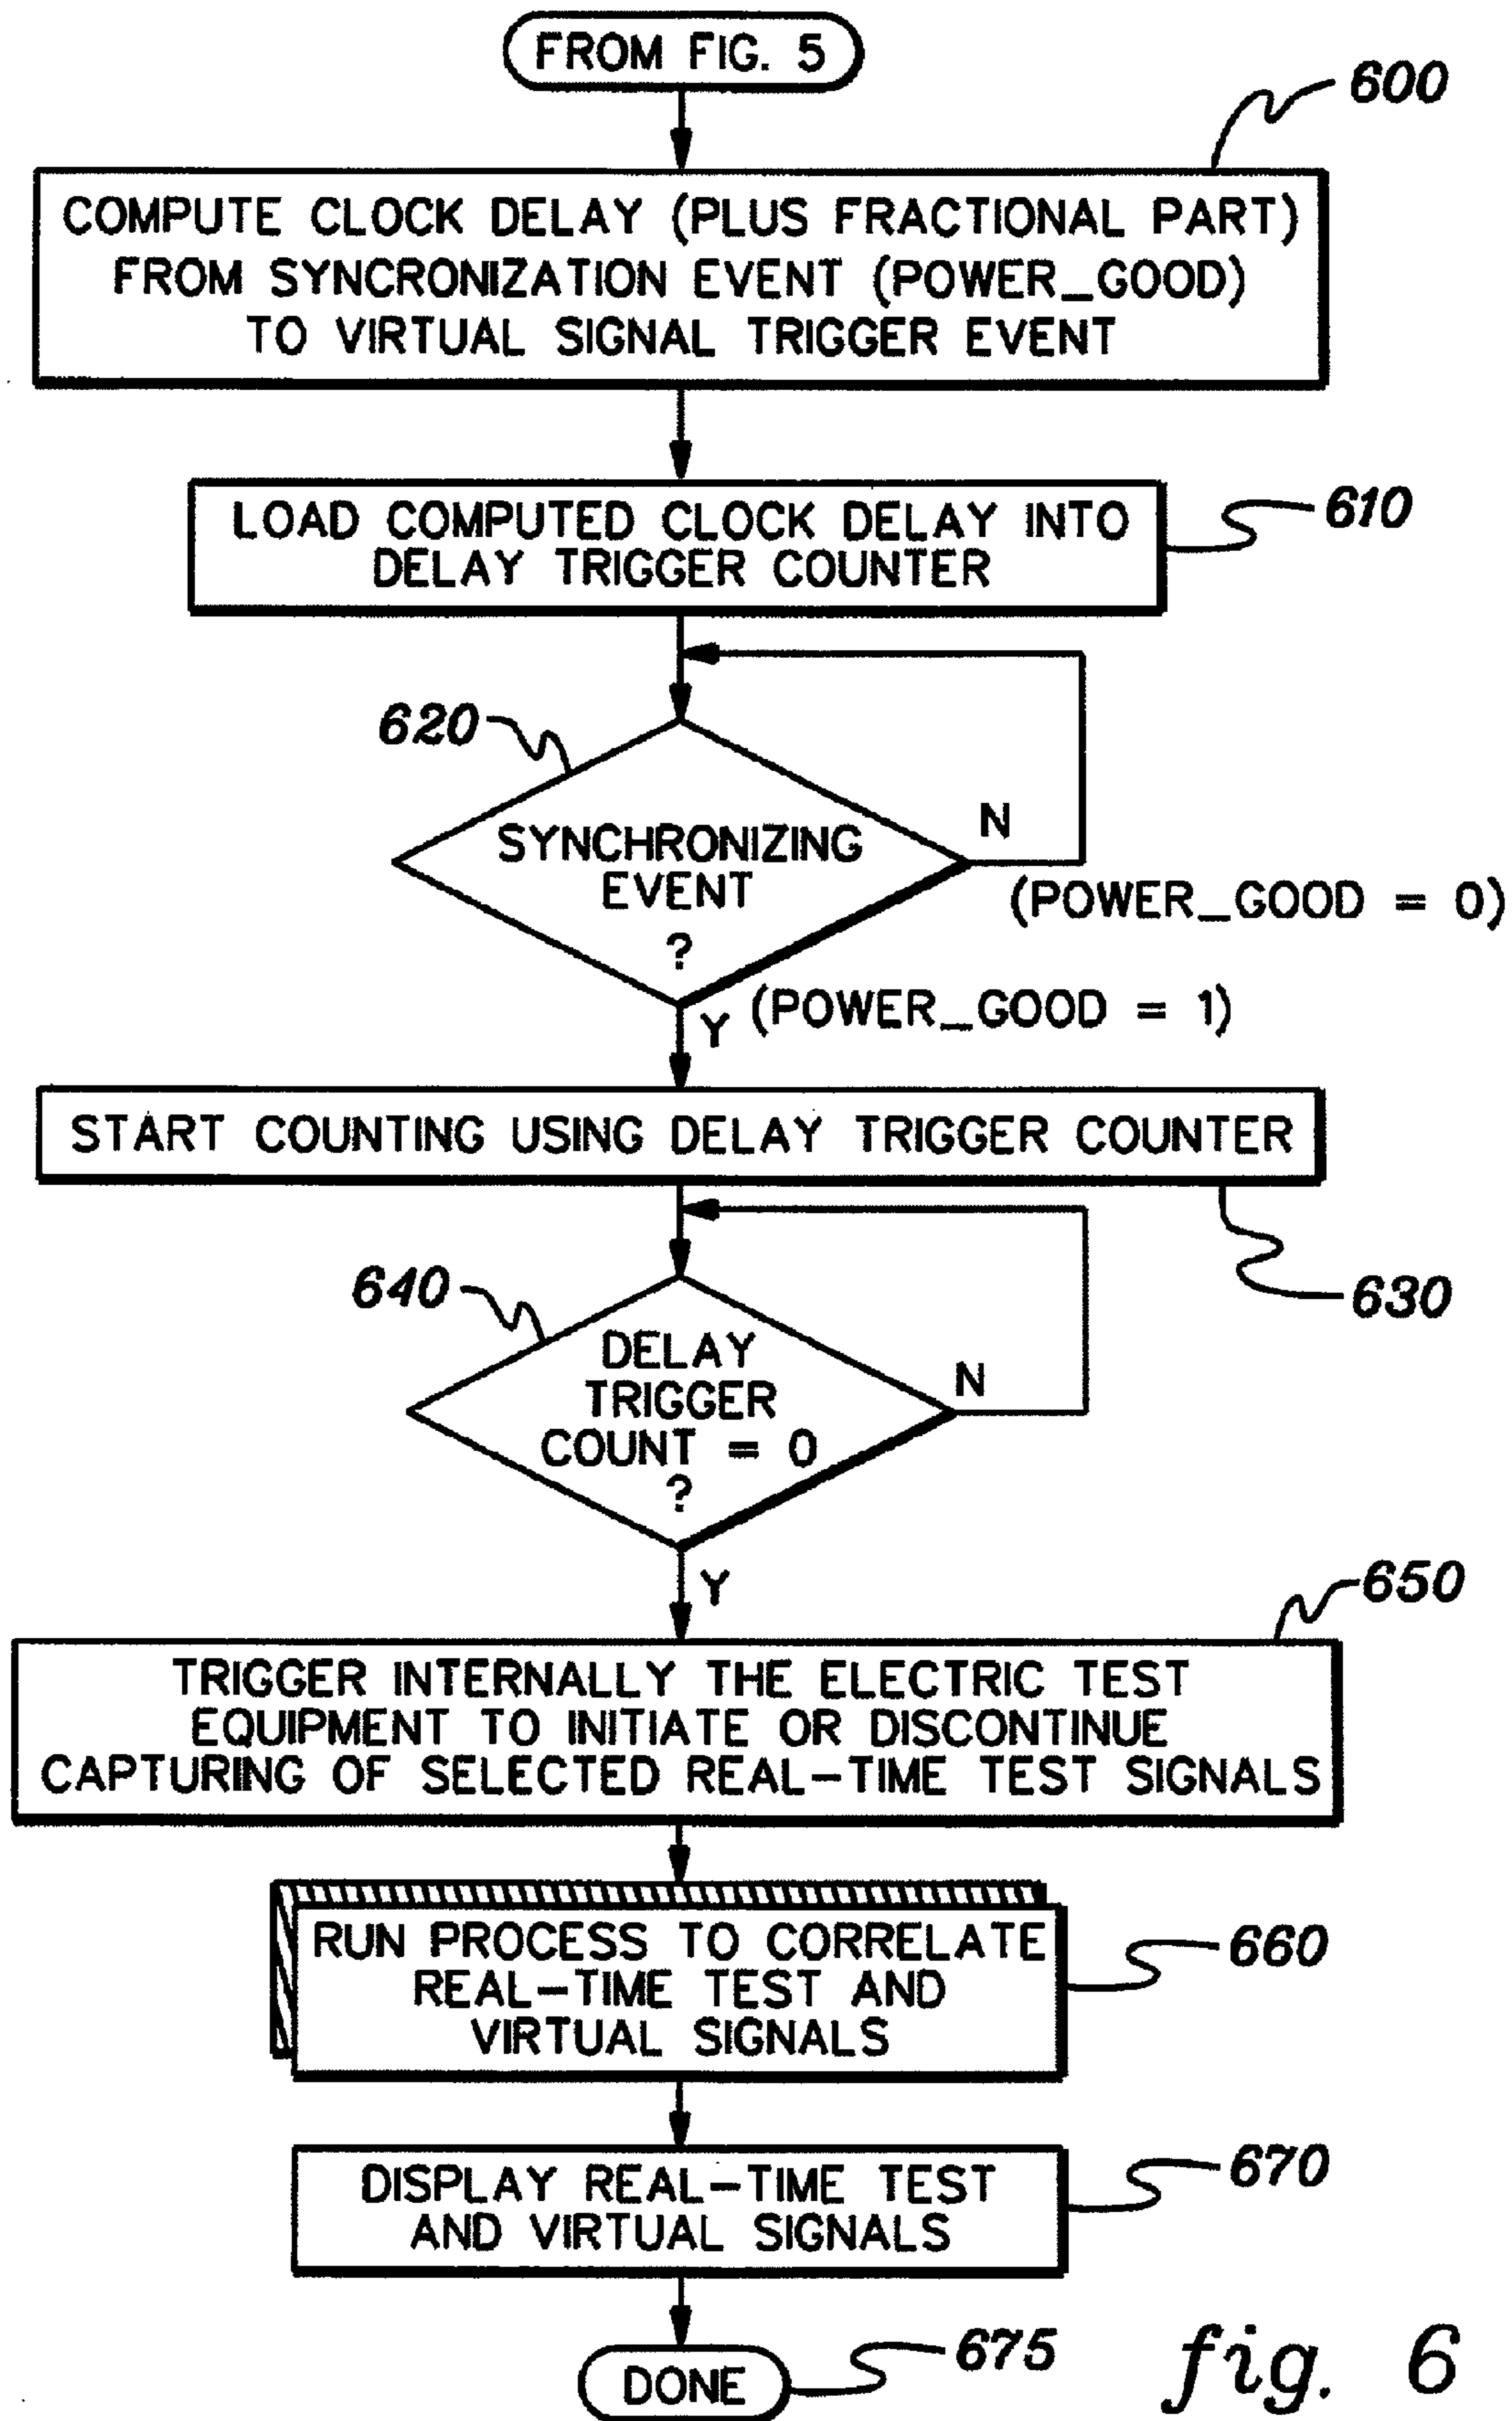 FROM FIG. 5
600
COMPUTE CLOCK DELAY (PLUS FRACTIONAL PART)
FROM SYNCRONIZATION EVENT (POWER_GOOD)
TO VIRTUAL SIGNAL TRIGGER EVENT
610
LOAD COMPUTED CLOCK DELAY INTO
DELAY TRIGGER COUNTER
620
SYNCHRONIZING
EVENT
?
N
(POWER_GOOD = 0)
Y (POWER_GOOD = 1)
START COUNTING USING DELAY TRIGGER COUNTER
630
640
DELAY
TRIGGER
COUNT = 0
?
N
Y
650
TRIGGER INTERNALLY THE ELECTRIC TEST
EQUIPMENT TO INITIATE OR DISCONTINUE
CAPTURING OF SELECTED REAL-TIME TEST SIGNALS
RUN PROCESS TO CORRELATE
REAL-TIME TEST AND
VIRTUAL SIGNALS
660
DISPLAY REAL-TIME TEST
AND VIRTUAL SIGNALS
670
DONE
675
fig. 6